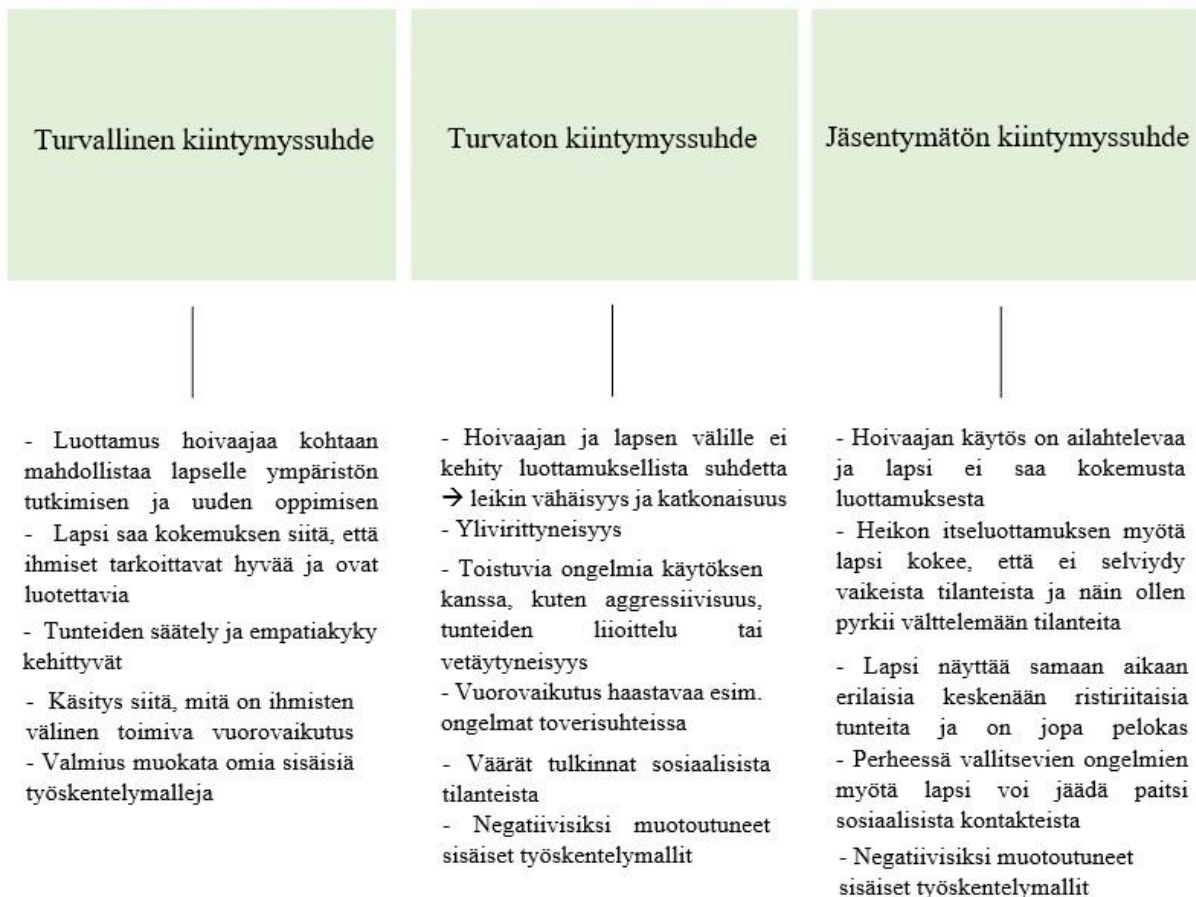 Turvallinen kiintymyssuhde
Turvaton kiintymyssuhde
Jäsentymätön kiintymyssuhde
- Luottamus hoivaajaa kohtaan
mahdollistaa lapselle ympäristön
tutkimisen ja uuden oppimisen
- Lapsi saa kokemuksen siitä, että
ihmiset tarkoittavat hyvää ja ovat
luotettavia
- Tunteiden säätely ja empatiakyky
kehittyvät
- Käsitys siitä, mitä on ihmisten
välinen toimiva vuorovaikutus
- Valmius muokata omia sisäisiä
työskentelymalleja
- Hoivaajan ja lapsen välille ei
kehity luottamuksellista suhdetta
→ leikin vähäisyys ja katkonaisuus
- Ylivirittyneisyys
- Toistuvia ongelmia käytöksen
kanssa, kuten aggressiivisuus,
tunteiden liioittelu tai
vetäytyneisyys
- Vuorovaikutus haastavaa esim.
ongelmat toverisuhteissa
- Väärät tulkinnat sosiaalisista
tilanteista
- Negatiivisiksi muotoutuneet
sisäiset työskentelymallit
- Hoivaajan käytös on ailahtelevaa
ja lapsi ei saa kokemusta
luottamuksesta
- Heikon itseluottamuksen myötä
lapsi kokee, että ei selviydy
vaikeista tilanteista ja näin ollen
pyrkii välttelemään tilanteita
- Lapsi näyttää samaan aikaan
erilaisia keskenään ristiriitaisia
tunteita ja on jopa pelokas
- Perheessä vallitsevien ongelmien
myötä lapsi voi jäädä paitsi
sosiaalisista kontakteista
- Negatiivisiksi muotoutuneet
sisäiset työskentelymallit